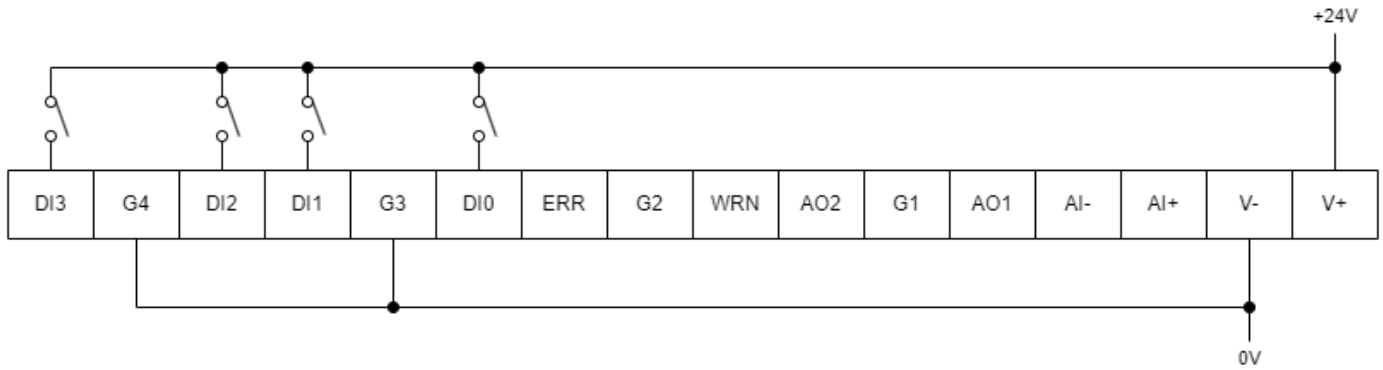 +24V
DI3 G4 DI2 DI1 G3 DI0 ERR G2 WRN AO2 G1 AO1 AI- AI+ V- V+
0V